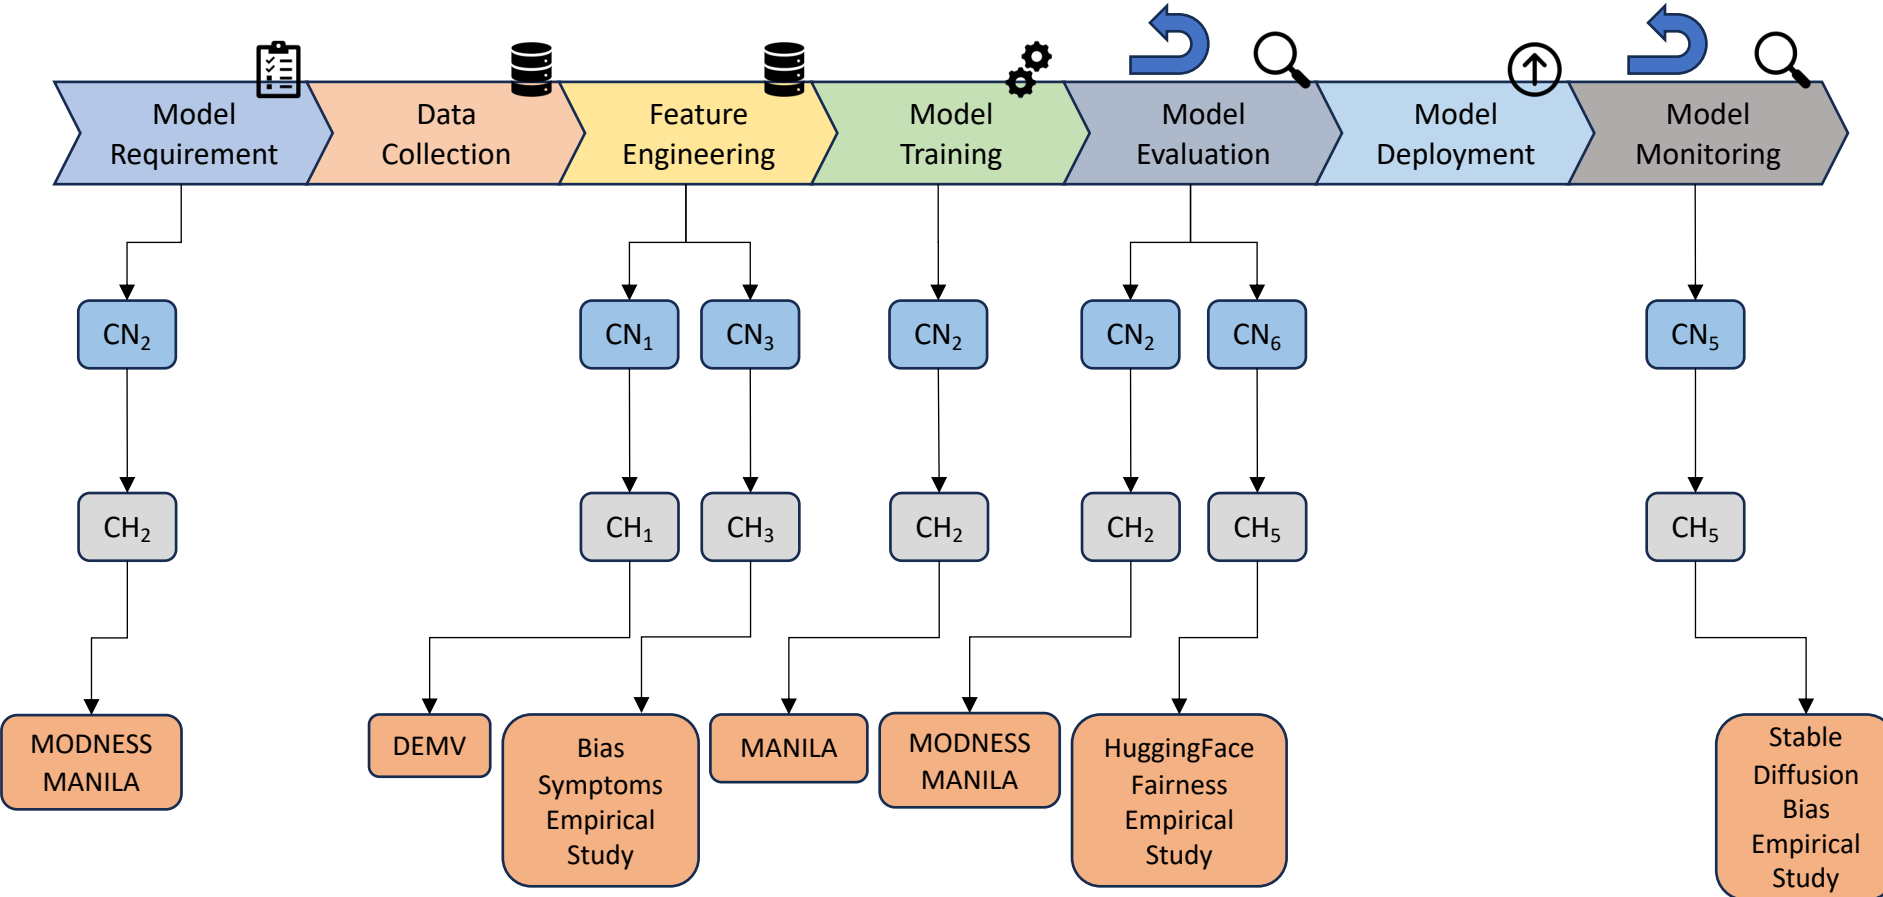 Model
Requirement
Data
Collection
Feature
Engineering
Model
Training
Model
Evaluation
Model
Deployment
Model
Monitoring
CN₂
CN₁
CN₃
CN₂
CN₂
CN₆
CN₅
CH₂
CH₁
CH₃
CH₂
CH₂
CH₅
CH₅
MODNESS
MANILA
DEMV
Bias
Symptoms
Empirical
Study
MANILA
MODNESS
MANILA
HuggingFace
Fairness
Empirical
Study
Stable
Diffusion
Bias
Empirical
Study